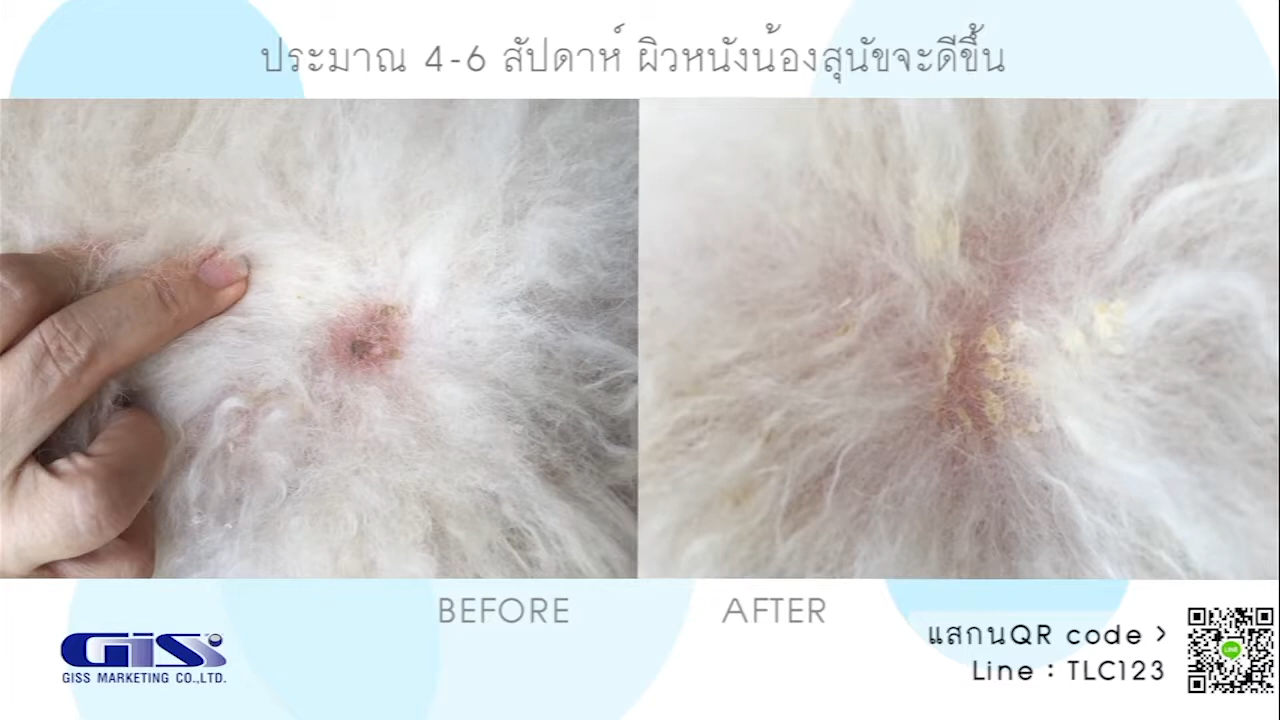 ประมาณ 4-6 สัปดาห์ ผิวหนังน้องสุนัขจะดีขึ้น
BEFORE
AFTER
GiSS
GISS MARKETING CO.,LTD.
แสกนQR code >
Line : TLC123
LINE